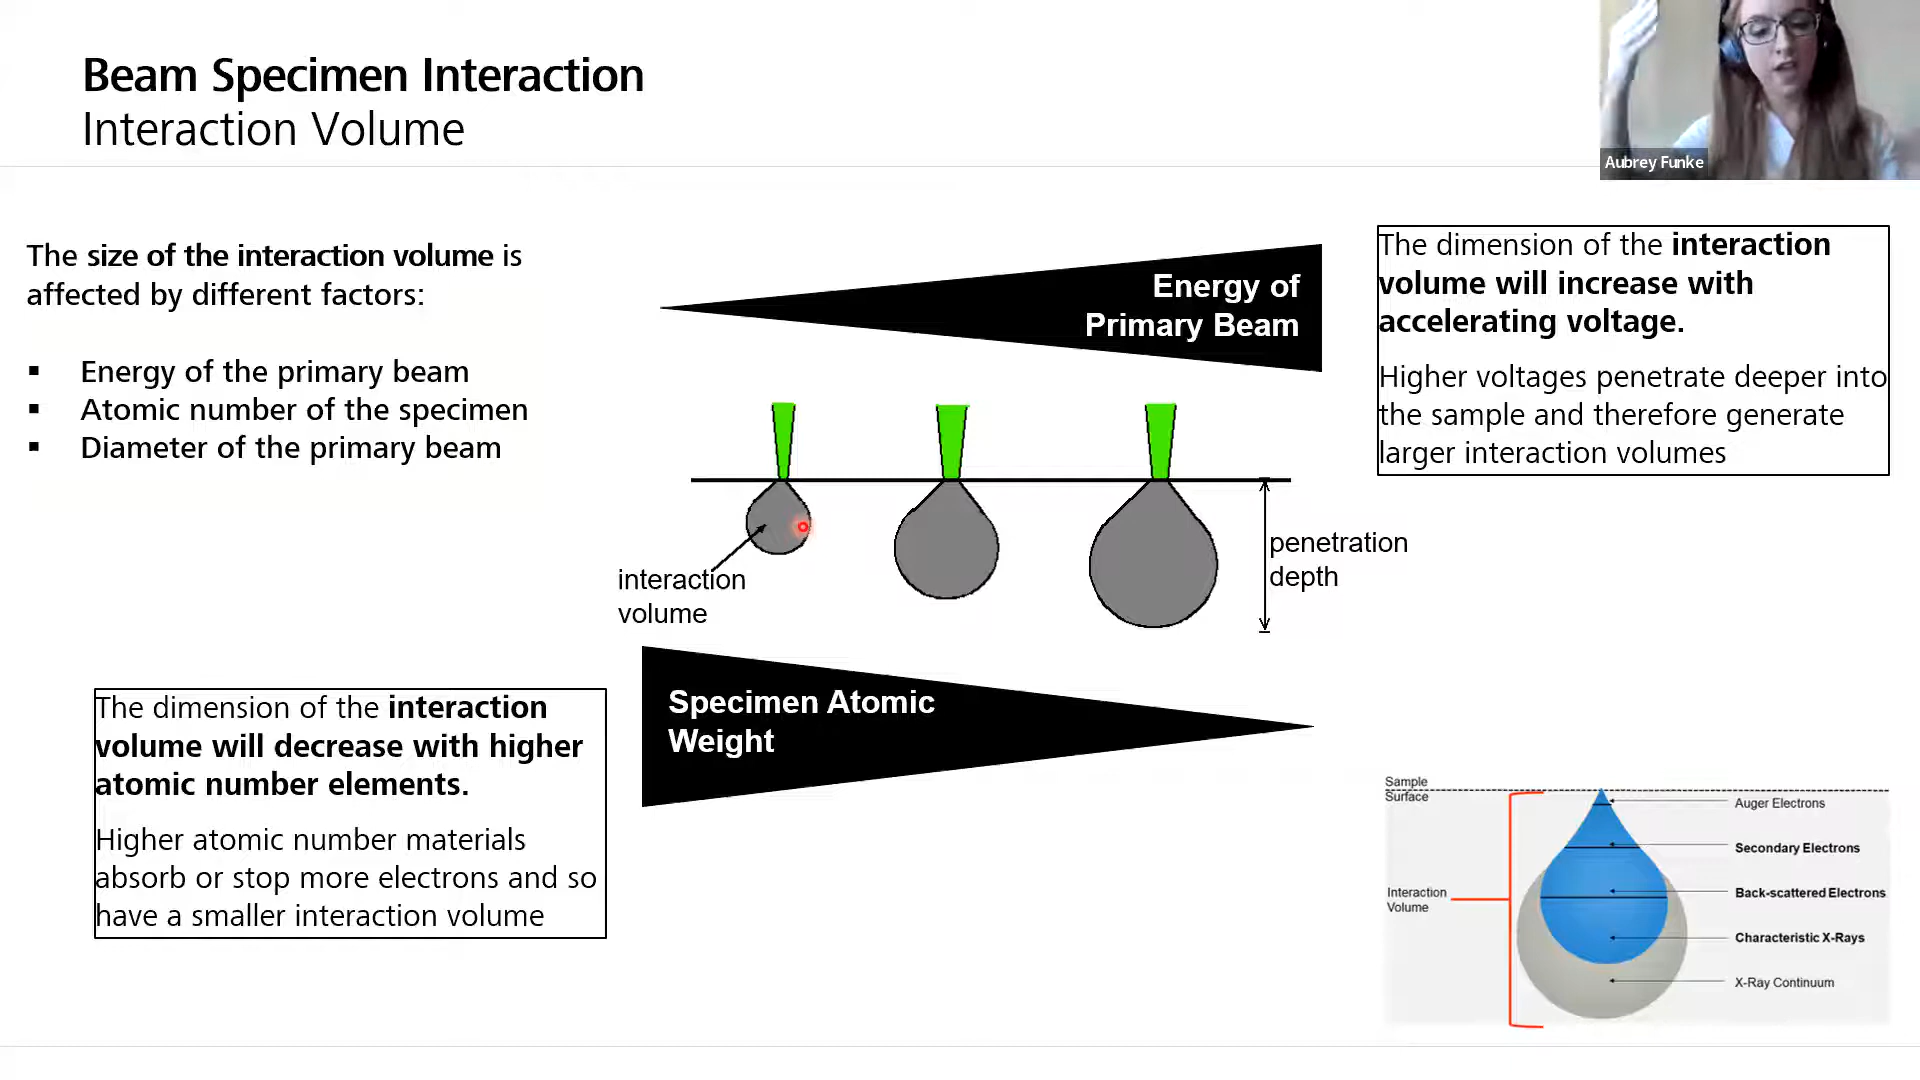 Beam Specimen Interaction
Interaction Volume
Aubrey Funke
The size of the interaction volume is
affected by different factors:
▪ Energy of the primary beam
▪ Atomic number of the specimen
▪ Diameter of the primary beam
Energy of
Primary Beam
The dimension of the interaction
volume will increase with
accelerating voltage.
Higher voltages penetrate deeper into
the sample and therefore generate
larger interaction volumes
interaction
volume
penetration
depth
Specimen Atomic
Weight
The dimension of the interaction
volume will decrease with higher
atomic number elements.
Higher atomic number materials
absorb or stop more electrons and so
have a smaller interaction volume
Sample
Surface
Auger Electrons
Secondary Electrons
Back-scattered Electrons
Interaction
Volume
Characteristic X-Rays
X-Ray Continuum